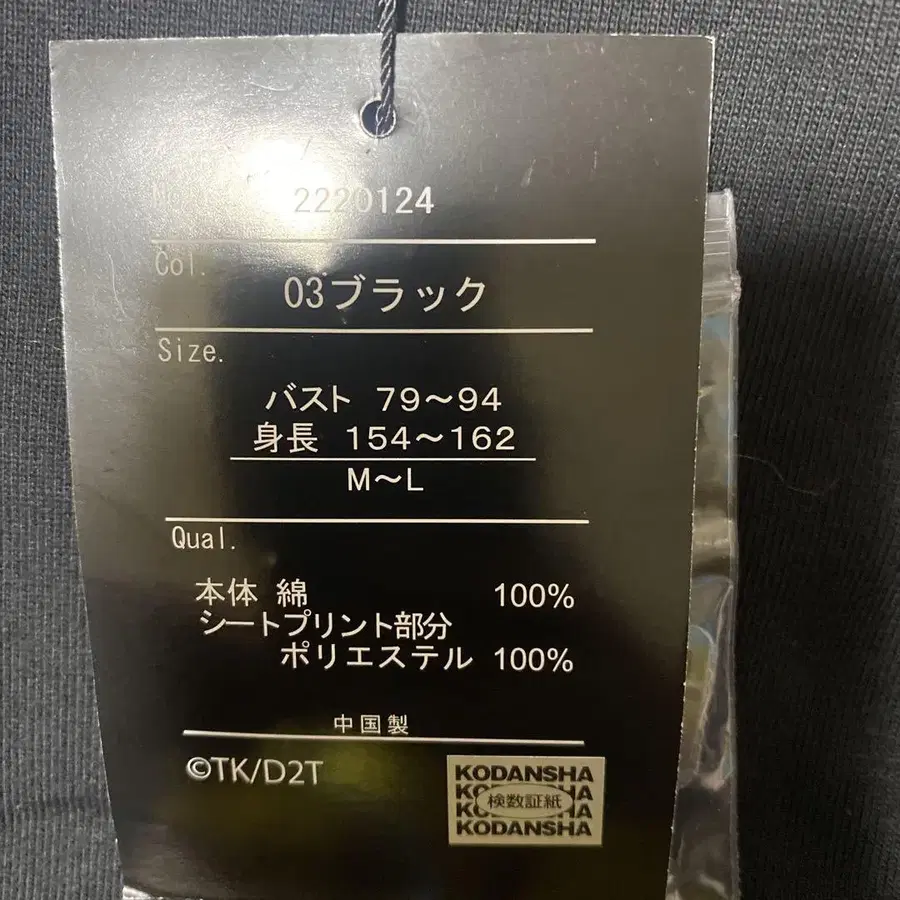 2220124
Col.
03ブラック
Size.
バスト 79～94
身長 154～162
M～L
Qual.
本体 綿 100%
シートプリント部分
ポリエステル 100%
中国製
©TK/D2T
KODANSHA
検数証紙
KODANSHA